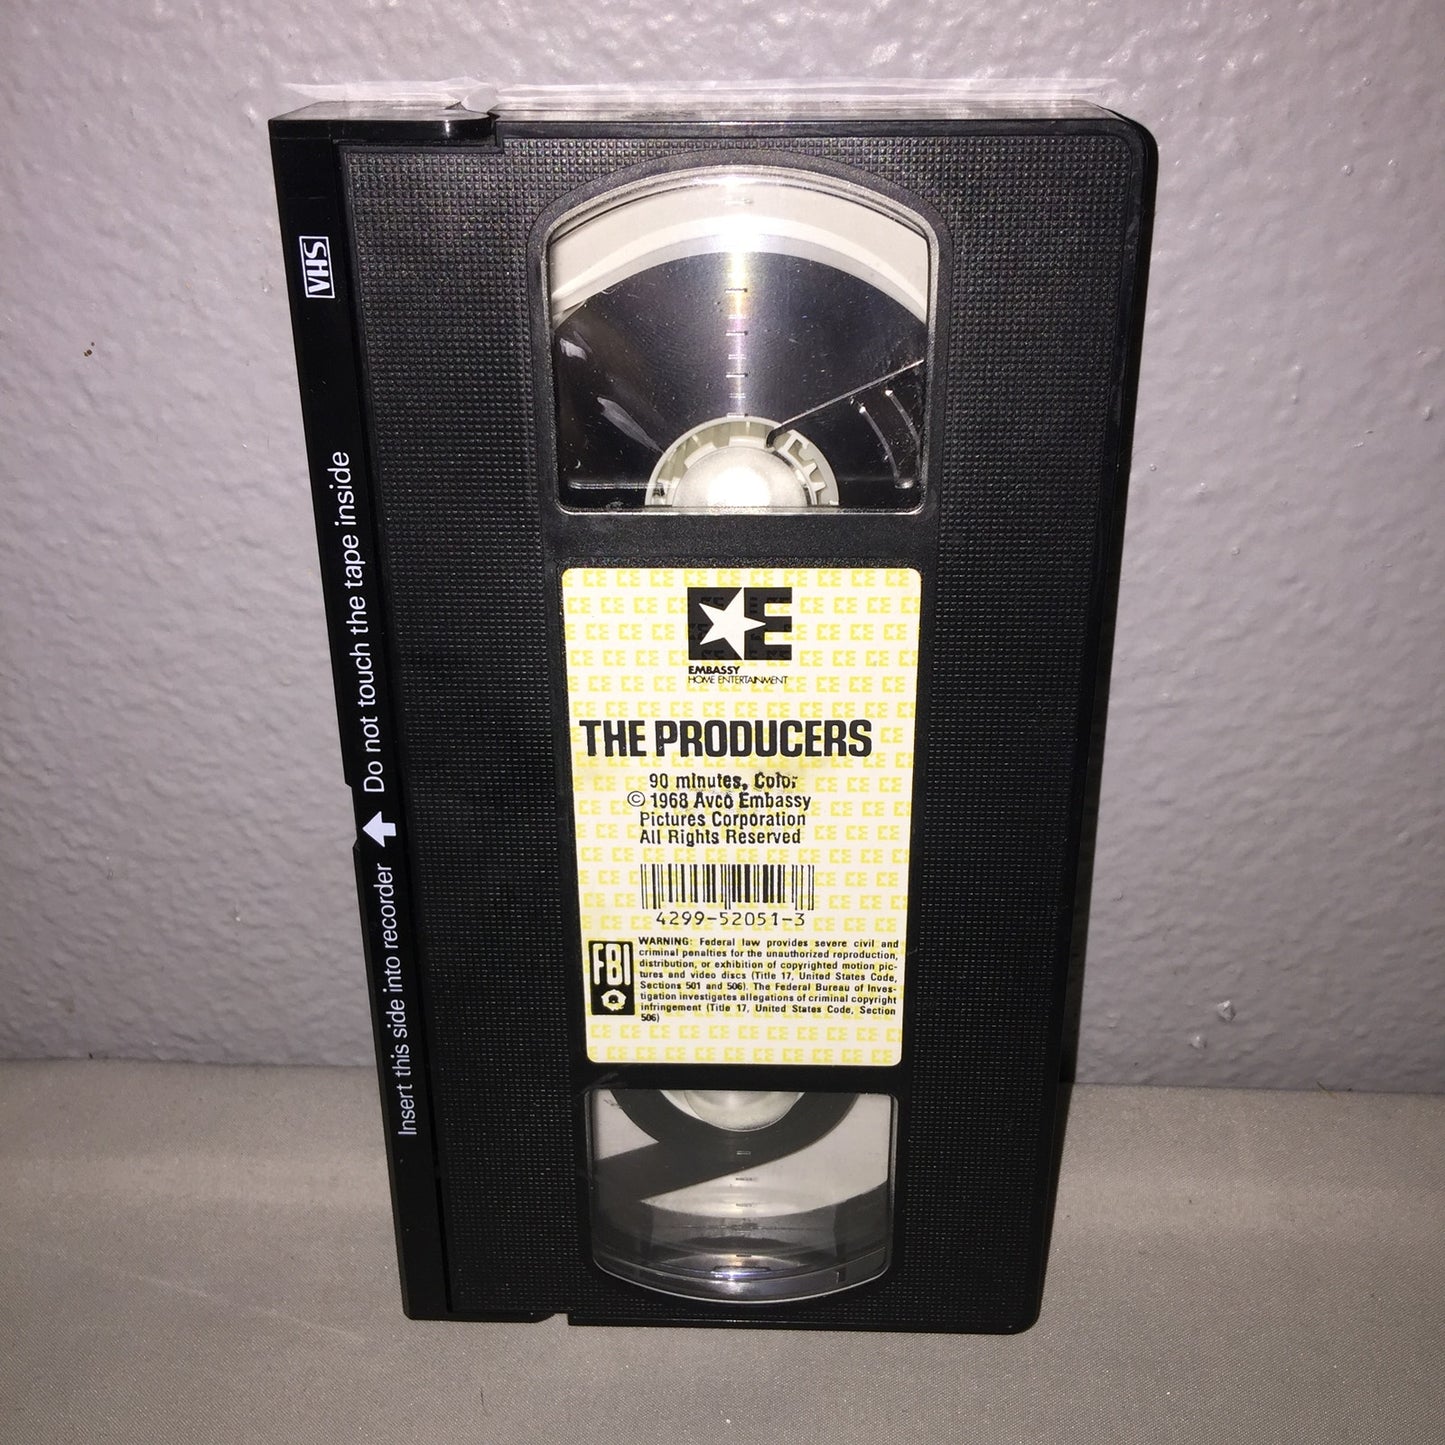 VHS
Do not touch the tape inside
Insert this side into recorder
EMBASSY
HOME ENTERTAINMENT
THE PRODUCERS
90 minutes, Color
© 1968 Avco Embassy
Pictures Corporation
All Rights Reserved
4299-52051-3
FBI
WARNING: Federal law provides severe civil and
criminal penalties for the unauthorized reproduction,
distribution, or exhibition of copyrighted motion pic-
tures and video discs (Title 17, United States Code,
Sections 501 and 506). The Federal Bureau of Inves-
tigation investigates allegations of criminal copyright
infringement (Title 17, United States Code, Section
506)